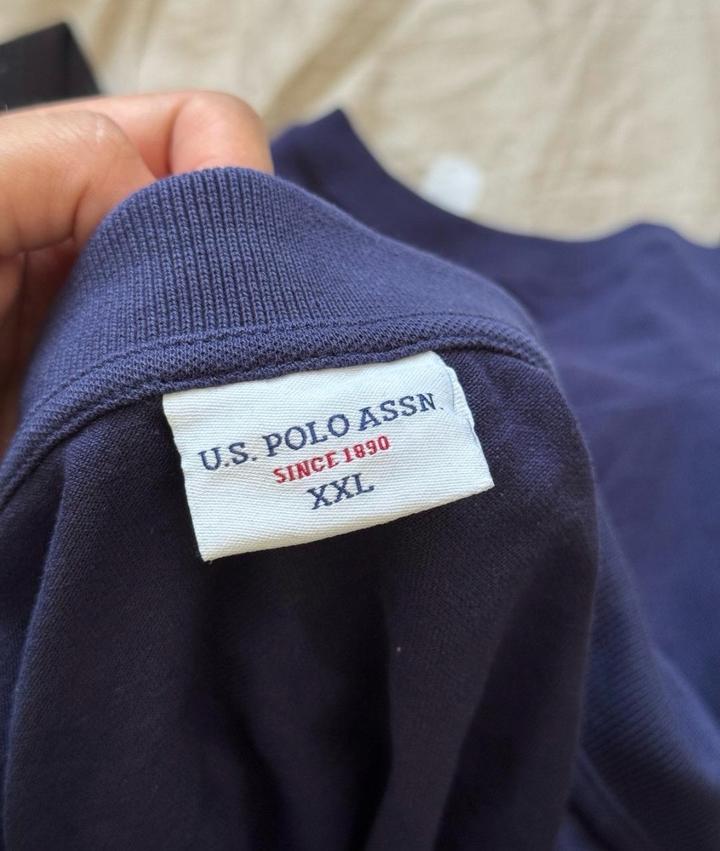 U.S. POLO ASSN.
SINCE 1890
XXL